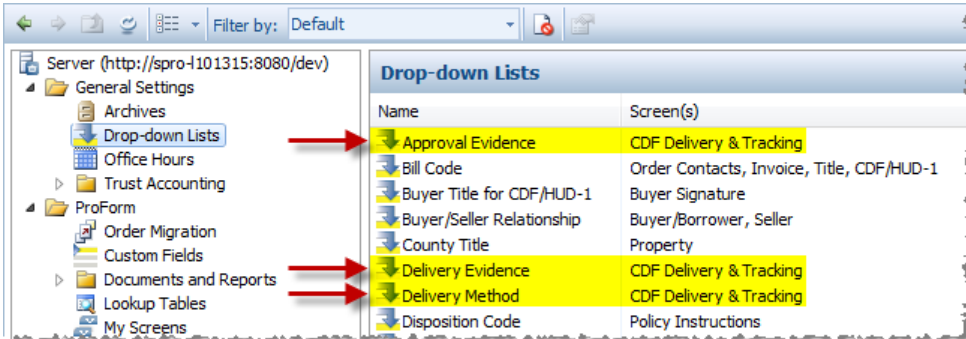 Filter by: Default
Server (http://spro-l101315:8080/dev)
General Settings
Archives
Drop-down Lists
Office Hours
Trust Accounting
ProForm
Order Migration
Custom Fields
Documents and Reports
Lookup Tables
My Screens
Drop-down Lists
Name Screen(s)
Approval Evidence CDF Delivery & Tracking
Bill Code Order Contacts, Invoice, Title, CDF/HUD-1
Buyer Title for CDF/HUD-1 Buyer Signature
Buyer/Seller Relationship Buyer/Borrower, Seller
County Title Property
Delivery Evidence CDF Delivery & Tracking
Delivery Method CDF Delivery & Tracking
Disposition Code Policy Instructions